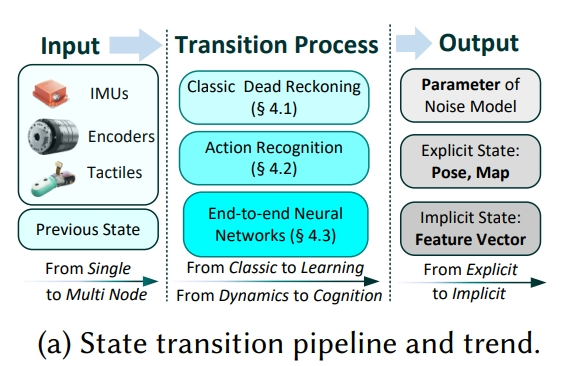 Input
Transition Process
Output
IMUs
Encoders
Tactiles
Previous State
From Single
to Multi Node
Classic Dead Reckoning
(§ 4.1)
Action Recognition
(§ 4.2)
End-to-end Neural
Networks (§ 4.3)
From Classic to Learning
From Dynamics to Cognition
Parameter of
Noise Model
Explicit State:
Pose, Map
Implicit State:
Feature Vector
From Explicit
to Implicit
(a) State transition pipeline and trend.